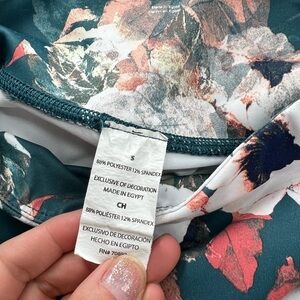 S
88% POLYESTER 12% SPANDEX
EXCLUSIVE OF DECORATION
MADE IN EGYPT
CH
88% POLIÉSTER 12% SPANDEX
EXCLUSIVO DE DECORACIÓN
HECHO EN EGIPTO
RN#